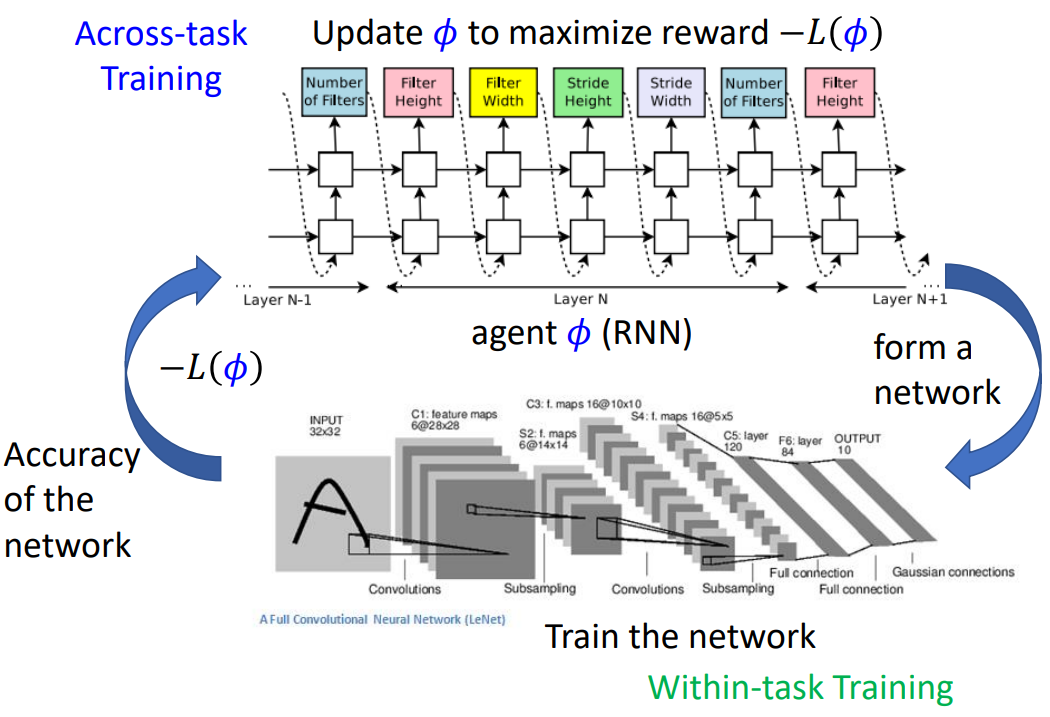 Across-task
Training
Update ϕ to maximize reward −L(ϕ)
Number
of Filters
Filter
Height
Filter
Width
Stride
Height
Stride
Width
Number
of Filters
Filter
Height
...
Layer N-1
Layer N
...
Layer N+1
agent ϕ (RNN)
form a
network
−L(ϕ)
Accuracy
of the
network
INPUT
32x32
C1: feature maps
6@28x28
S2: f. maps
6@14x14
C3: f. maps 16@10x10
S4: f. maps 16@5x5
C5: layer
120
F6: layer
84
OUTPUT
10
Convolutions
Subsampling
Convolutions
Subsampling
Full connection
Full connection
Gaussian connections
A Full Convolutional Neural Network (LeNet)
Train the network
Within-task Training